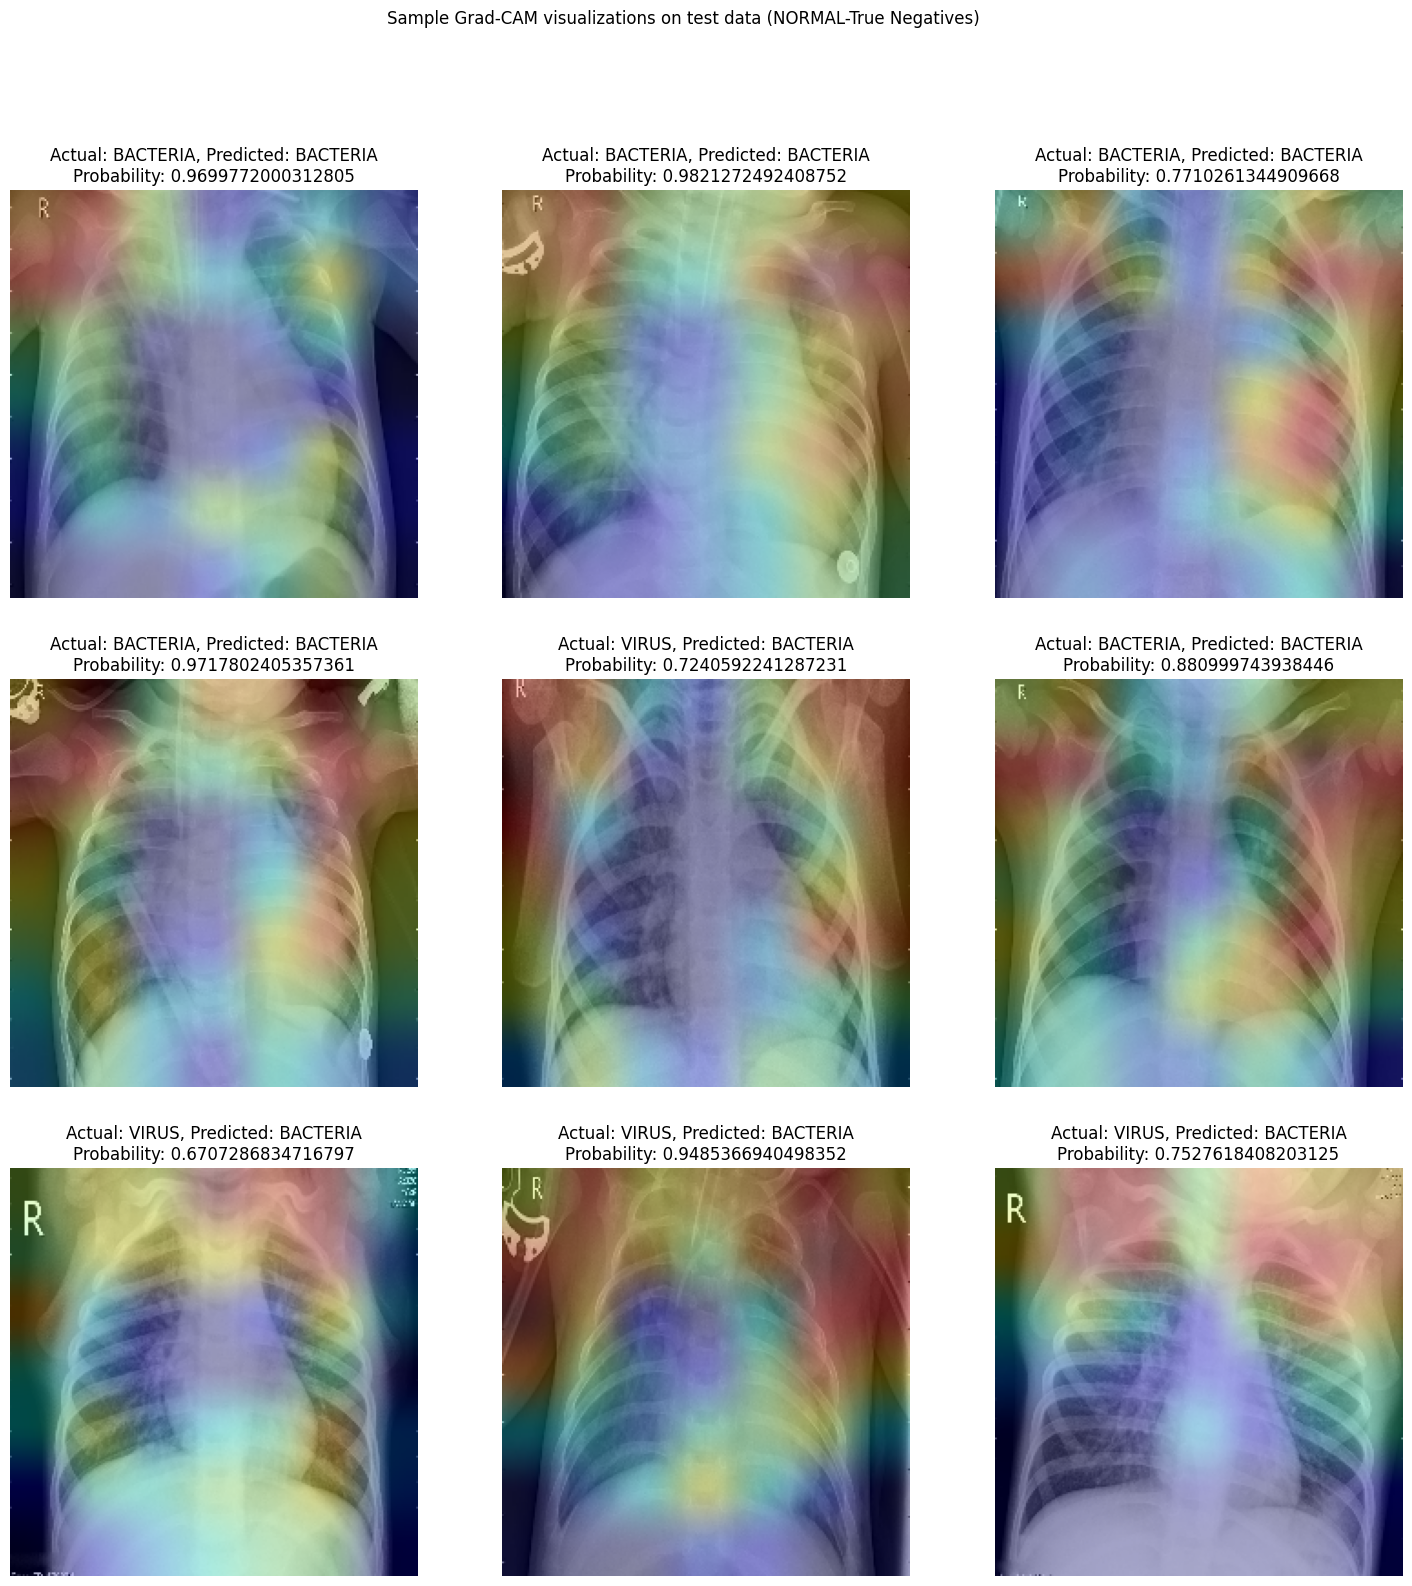 Sample Grad-CAM visualizations on test data (NORMAL-True Negatives)
Actual: BACTERIA, Predicted: BACTERIA
Probability: 0.9699772000312805
R
Actual: BACTERIA, Predicted: BACTERIA
Probability: 0.9821272492408752
R
Actual: BACTERIA, Predicted: BACTERIA
Probability: 0.7710261344909668
R
Actual: BACTERIA, Predicted: BACTERIA
Probability: 0.9717802405357361
Actual: VIRUS, Predicted: BACTERIA
Probability: 0.7240592241287231
R
Actual: BACTERIA, Predicted: BACTERIA
Probability: 0.880999743938446
R
Actual: VIRUS, Predicted: BACTERIA
Probability: 0.6707286834716797
R
Actual: VIRUS, Predicted: BACTERIA
Probability: 0.9485366940498352
R
Actual: VIRUS, Predicted: BACTERIA
Probability: 0.7527618408203125
R